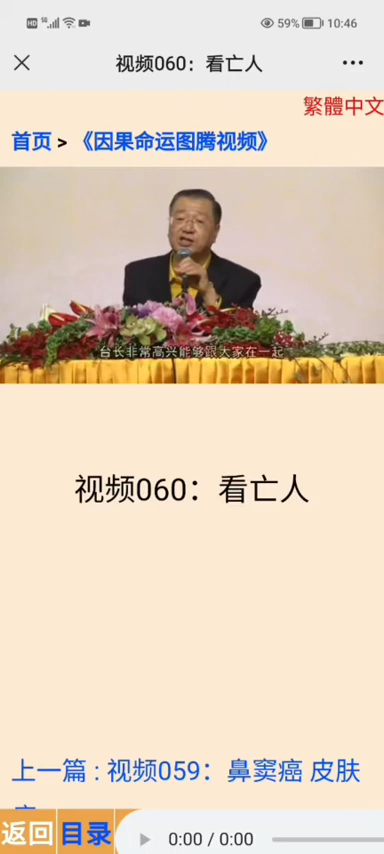 HD 5G 59% 10:46
视频060：看亡人
繁體中文
首页 > 《因果命运图腾视频》
台长非常高兴能够跟大家在一起
视频060：看亡人
上一篇 : 视频059：鼻窦癌 皮肤
返回 目录 0:00 / 0:00